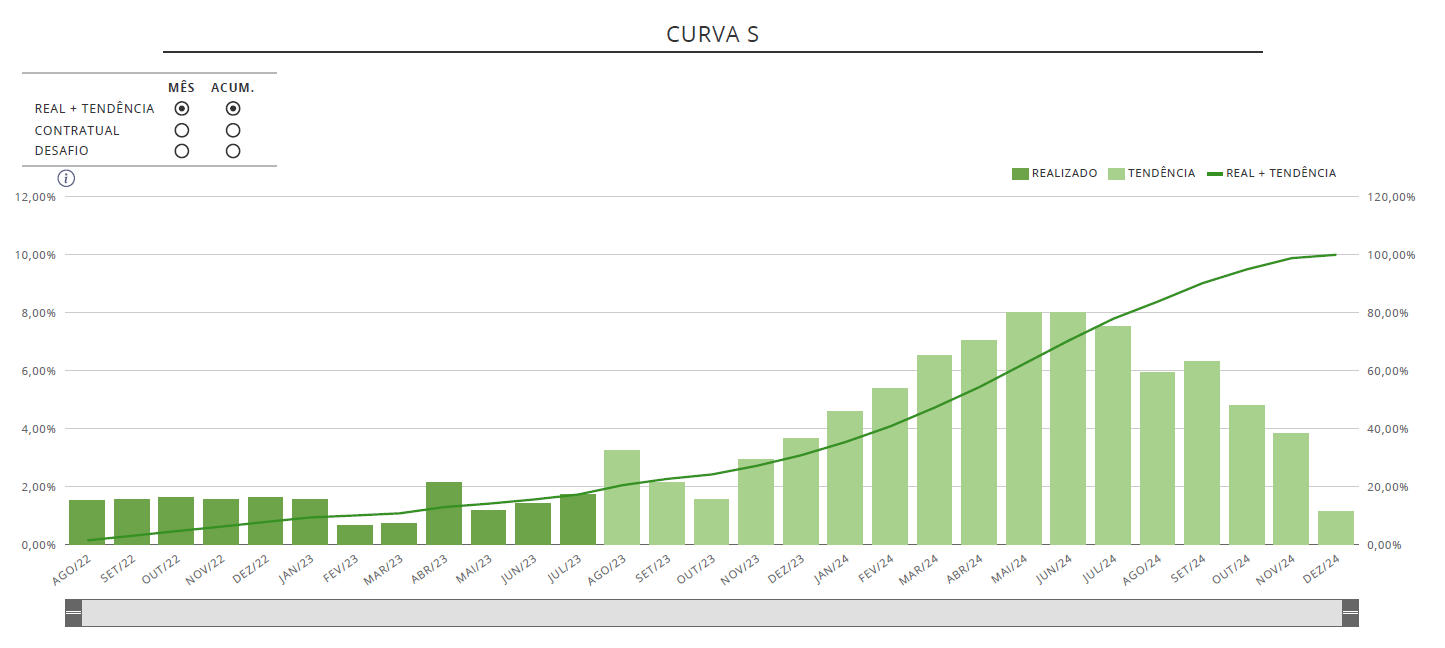 CURVA S
MÊS ACUM.
REAL + TENDÊNCIA
CONTRATUAL
DESAFIO
i
REALIZADO TENDÊNCIA REAL + TENDÊNCIA
12,00% 120,00%
10,00% 100,00%
8,00% 80,00%
6,00% 60,00%
4,00% 40,00%
2,00% 20,00%
0,00% 0,00%
AGO/22 SET/22 OUT/22 NOV/22 DEZ/22 JAN/23 FEV/23 MAR/23 ABR/23 MAI/23 JUN/23 JUL/23 AGO/23 SET/23 OUT/23 NOV/23 DEZ/23 JAN/24 FEV/24 MAR/24 ABR/24 MAI/24 JUN/24 JUL/24 AGO/24 SET/24 OUT/24 NOV/24 DEZ/24